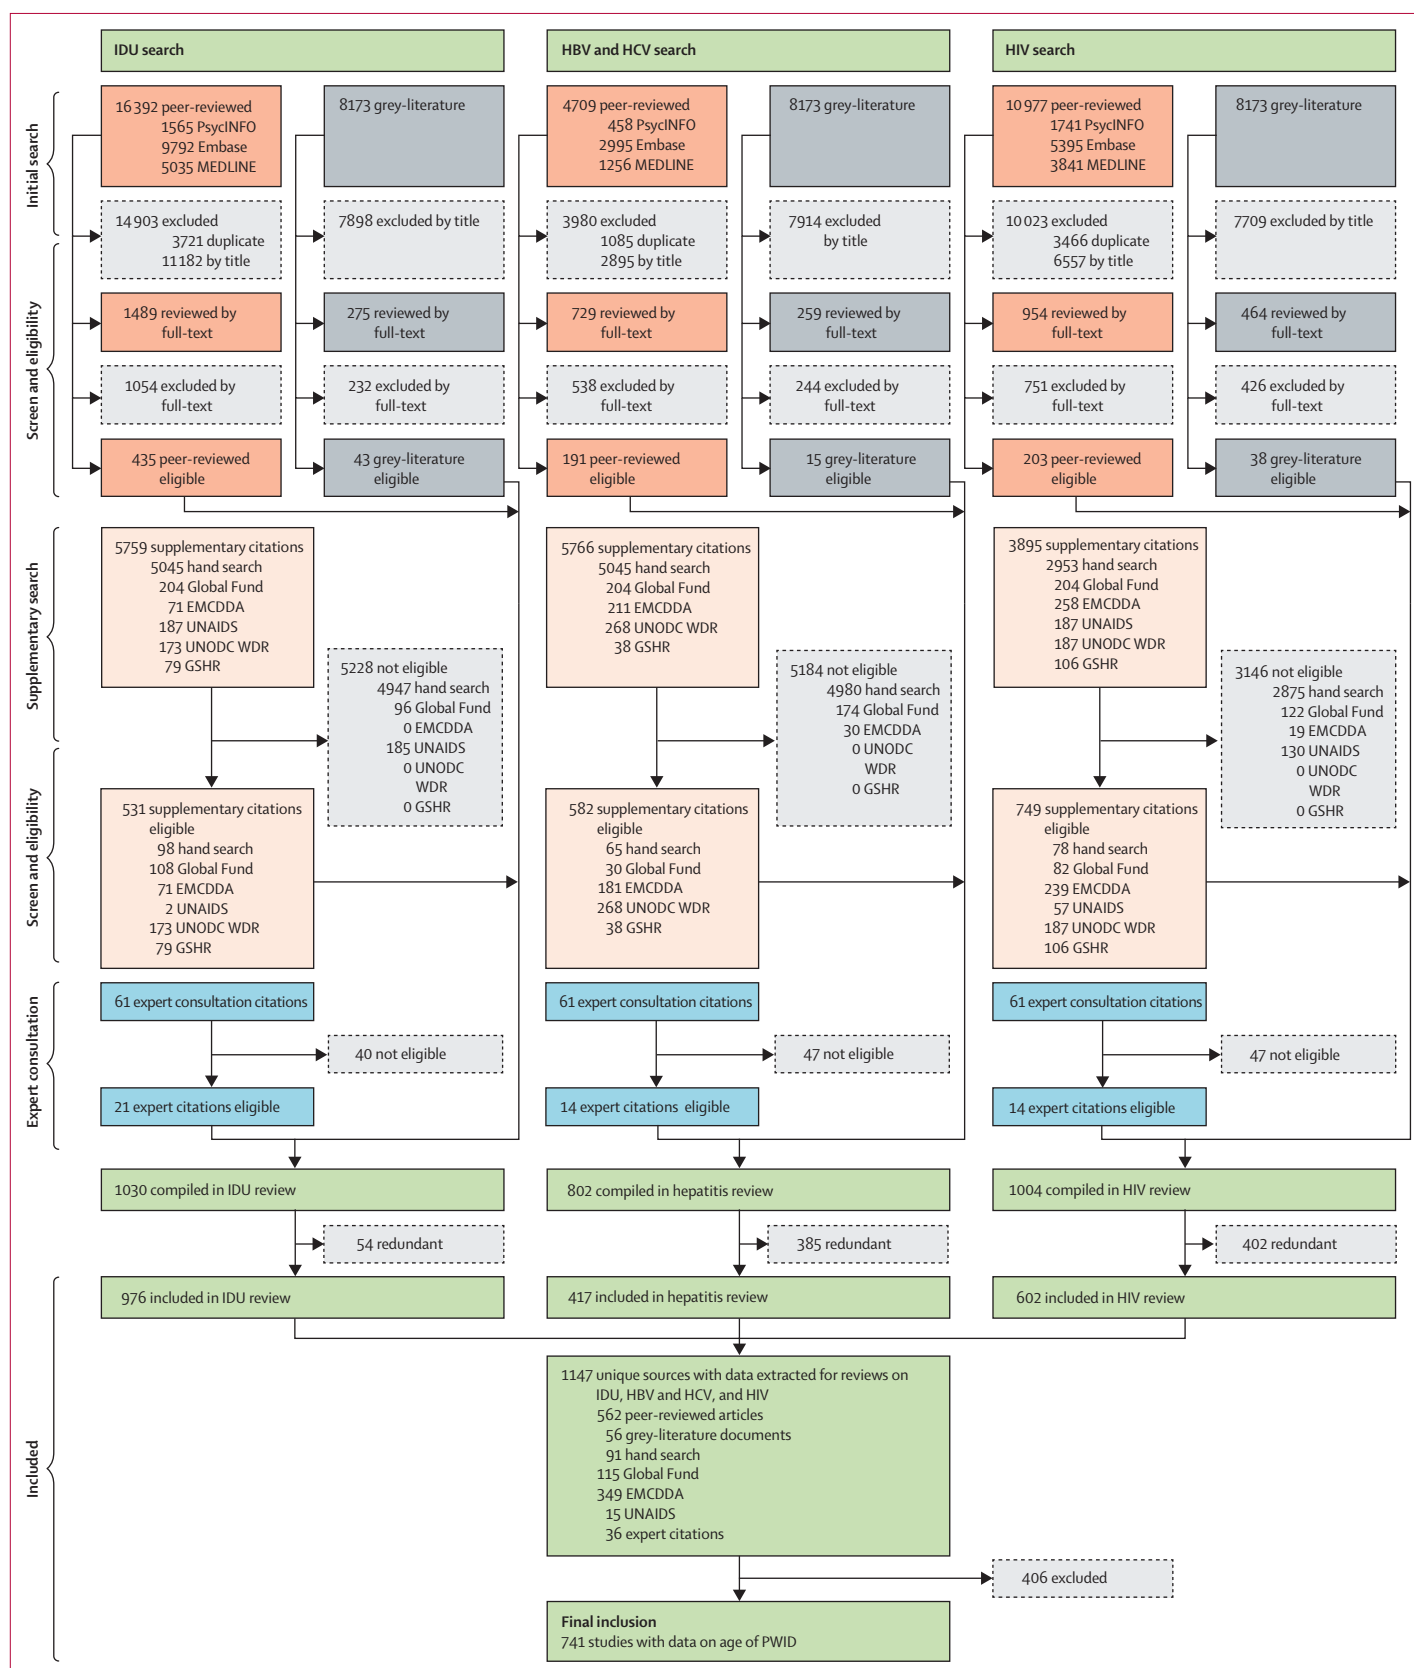 IDU search
HBV and HCV search
HIV search
Initial search
16 392 peer-reviewed
1565 PsycINFO
9792 Embase
5035 MEDLINE
8173 grey-literature
4709 peer-reviewed
458 PsycINFO
2995 Embase
1256 MEDLINE
8173 grey-literature
10 977 peer-reviewed
1741 PsycINFO
5395 Embase
3841 MEDLINE
8173 grey-literature
14 903 excluded
3721 duplicate
11 182 by title
7898 excluded by title
3980 excluded
1085 duplicate
2895 by title
7914 excluded
by title
10 023 excluded
3466 duplicate
6557 by title
7709 excluded by title
Screen and eligibility
1489 reviewed by
full-text
275 reviewed by
full-text
729 reviewed by
full-text
259 reviewed by
full-text
954 reviewed by
full-text
464 reviewed by
full-text
1054 excluded by
full-text
232 excluded by
full-text
538 excluded by
full-text
244 excluded by
full-text
751 excluded by
full-text
426 excluded by
full-text
435 peer-reviewed
eligible
43 grey-literature
eligible
191 peer-reviewed
eligible
15 grey-literature
eligible
203 peer-reviewed
eligible
38 grey-literature
eligible
Supplementary search
5759 supplementary citations
5045 hand search
204 Global Fund
71 EMCDDA
187 UNAIDS
173 UNODC WDR
79 GSHR
5228 not eligible
4947 hand search
96 Global Fund
0 EMCDDA
185 UNAIDS
0 UNODC
WDR
0 GSHR
5766 supplementary citations
5045 hand search
204 Global Fund
211 EMCDDA
268 UNODC WDR
38 GSHR
5184 not eligible
4980 hand search
174 Global Fund
30 EMCDDA
0 UNODC
WDR
0 GSHR
3895 supplementary citations
2953 hand search
204 Global Fund
258 EMCDDA
187 UNAIDS
187 UNODC WDR
106 GSHR
3146 not eligible
2875 hand search
122 Global Fund
19 EMCDDA
130 UNAIDS
0 UNODC
WDR
0 GSHR
Screen and eligibility
531 supplementary citations
eligible
98 hand search
108 Global Fund
71 EMCDDA
2 UNAIDS
173 UNODC WDR
79 GSHR
582 supplementary citations
eligible
65 hand search
30 Global Fund
181 EMCDDA
268 UNODC WDR
38 GSHR
749 supplementary citations
eligible
78 hand search
82 Global Fund
239 EMCDDA
57 UNAIDS
187 UNODC WDR
106 GSHR
Expert consultation
61 expert consultation citations
61 expert consultation citations
61 expert consultation citations
40 not eligible
47 not eligible
47 not eligible
21 expert citations eligible
14 expert citations eligible
14 expert citations eligible
1030 compiled in IDU review
802 compiled in hepatitis review
1004 compiled in HIV review
54 redundant
385 redundant
402 redundant
Included
976 included in IDU review
417 included in hepatitis review
602 included in HIV review
1147 unique sources with data extracted for reviews on
IDU, HBV and HCV, and HIV
562 peer-reviewed articles
56 grey-literature documents
91 hand search
115 Global Fund
349 EMCDDA
15 UNAIDS
36 expert citations
406 excluded
Final inclusion
741 studies with data on age of PWID